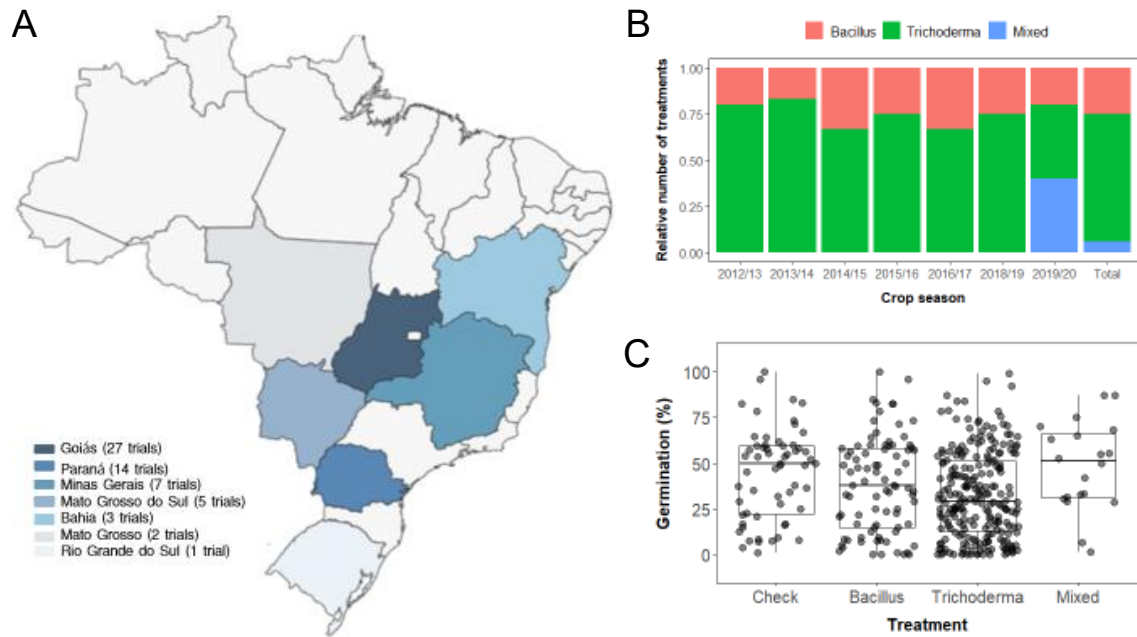 A
Goiás (27 trials)
Paraná (14 trials)
Minas Gerais (7 trials)
Mato Grosso do Sul (5 trials)
Bahia (3 trials)
Mato Grosso (2 trials)
Rio Grande do Sul (1 trial)
B
Bacillus Trichoderma Mixed
Relative number of treatments
1.00
0.75
0.50
0.25
0.00
2012/13 2013/14 2014/15 2015/16 2016/17 2018/19 2019/20 Total
Crop season
C
Germination (%)
100
75
50
25
0
Check Bacillus Trichoderma Mixed
Treatment